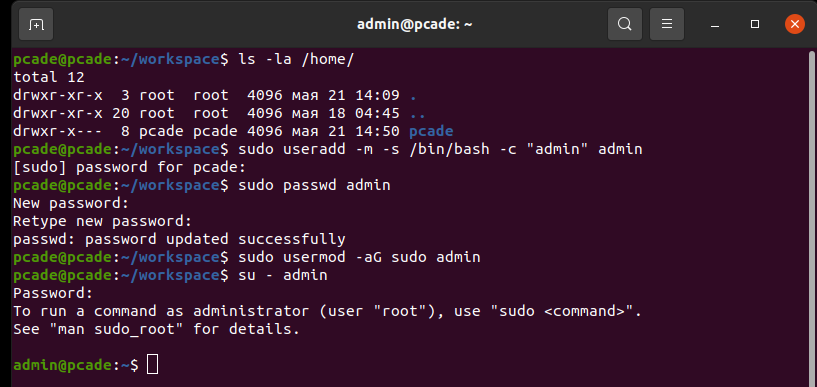 admin@pcade: ~
pcade@pcade:~/workspace$ ls -la /home/
total 12
drwxr-xr-x  3 root  root  4096 мая 21 14:09 .
drwxr-xr-x 20 root  root  4096 мая 18 04:45 ..
drwxr-x---  8 pcade pcade 4096 мая 21 14:50 pcade
pcade@pcade:~/workspace$ sudo useradd -m -s /bin/bash -c "admin" admin
[sudo] password for pcade:
pcade@pcade:~/workspace$ sudo passwd admin
New password:
Retype new password:
passwd: password updated successfully
pcade@pcade:~/workspace$ sudo usermod -aG sudo admin
pcade@pcade:~/workspace$ su - admin
Password:
To run a command as administrator (user "root"), use "sudo <command>".
See "man sudo_root" for details.
admin@pcade:~$